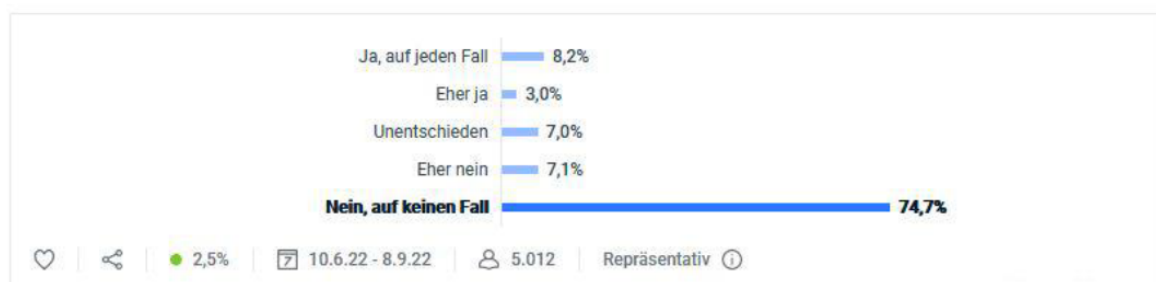 Ja, auf jeden Fall 8,2%
Eher ja 3,0%
Unentschieden 7,0%
Eher nein 7,1%
Nein, auf keinen Fall 74,7%
2,5% 7 10.6.22 - 8.9.22 5.012 Repräsentativ i